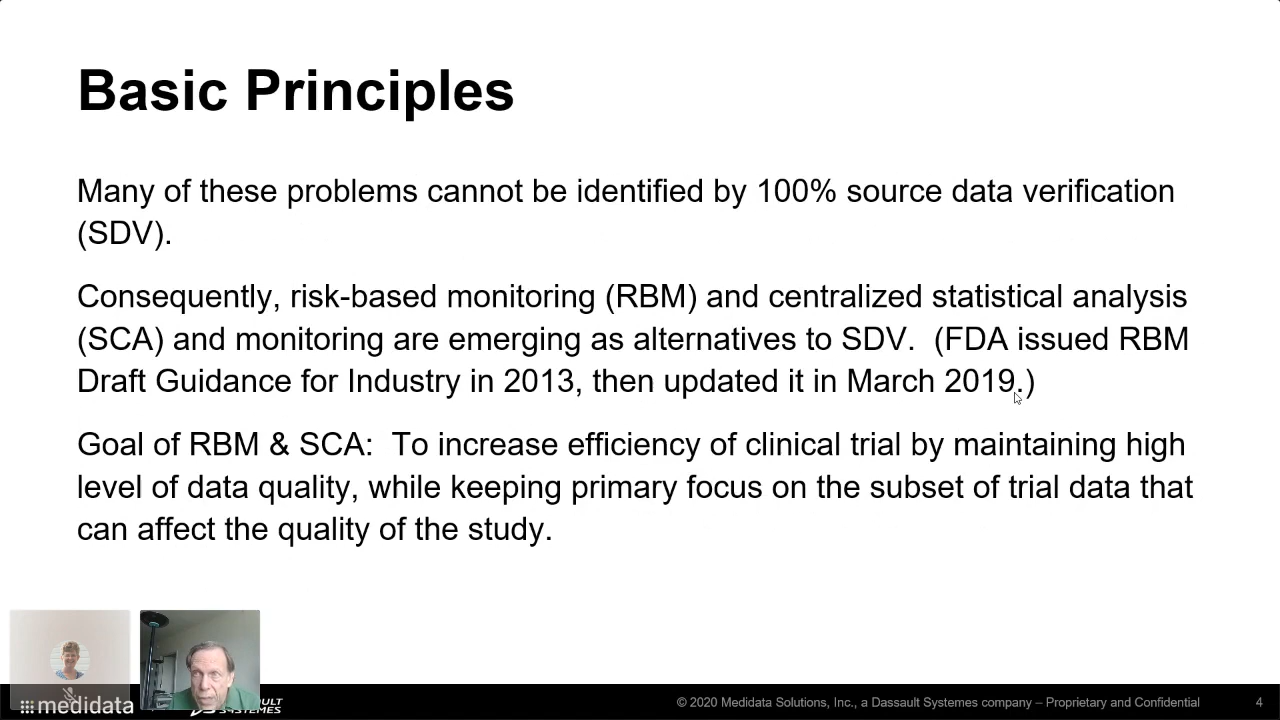 Basic Principles
Many of these problems cannot be identified by 100% source data verification
(SDV).
Consequently, risk-based monitoring (RBM) and centralized statistical analysis
(SCA) and monitoring are emerging as alternatives to SDV. (FDA issued RBM
Draft Guidance for Industry in 2013, then updated it in March 2019.)
Goal of RBM & SCA: To increase efficiency of clinical trial by maintaining high
level of data quality, while keeping primary focus on the subset of trial data that
can affect the quality of the study.
medidata
© 2020 Medidata Solutions, Inc., a Dassault Systemes company – Proprietary and Confidential
4